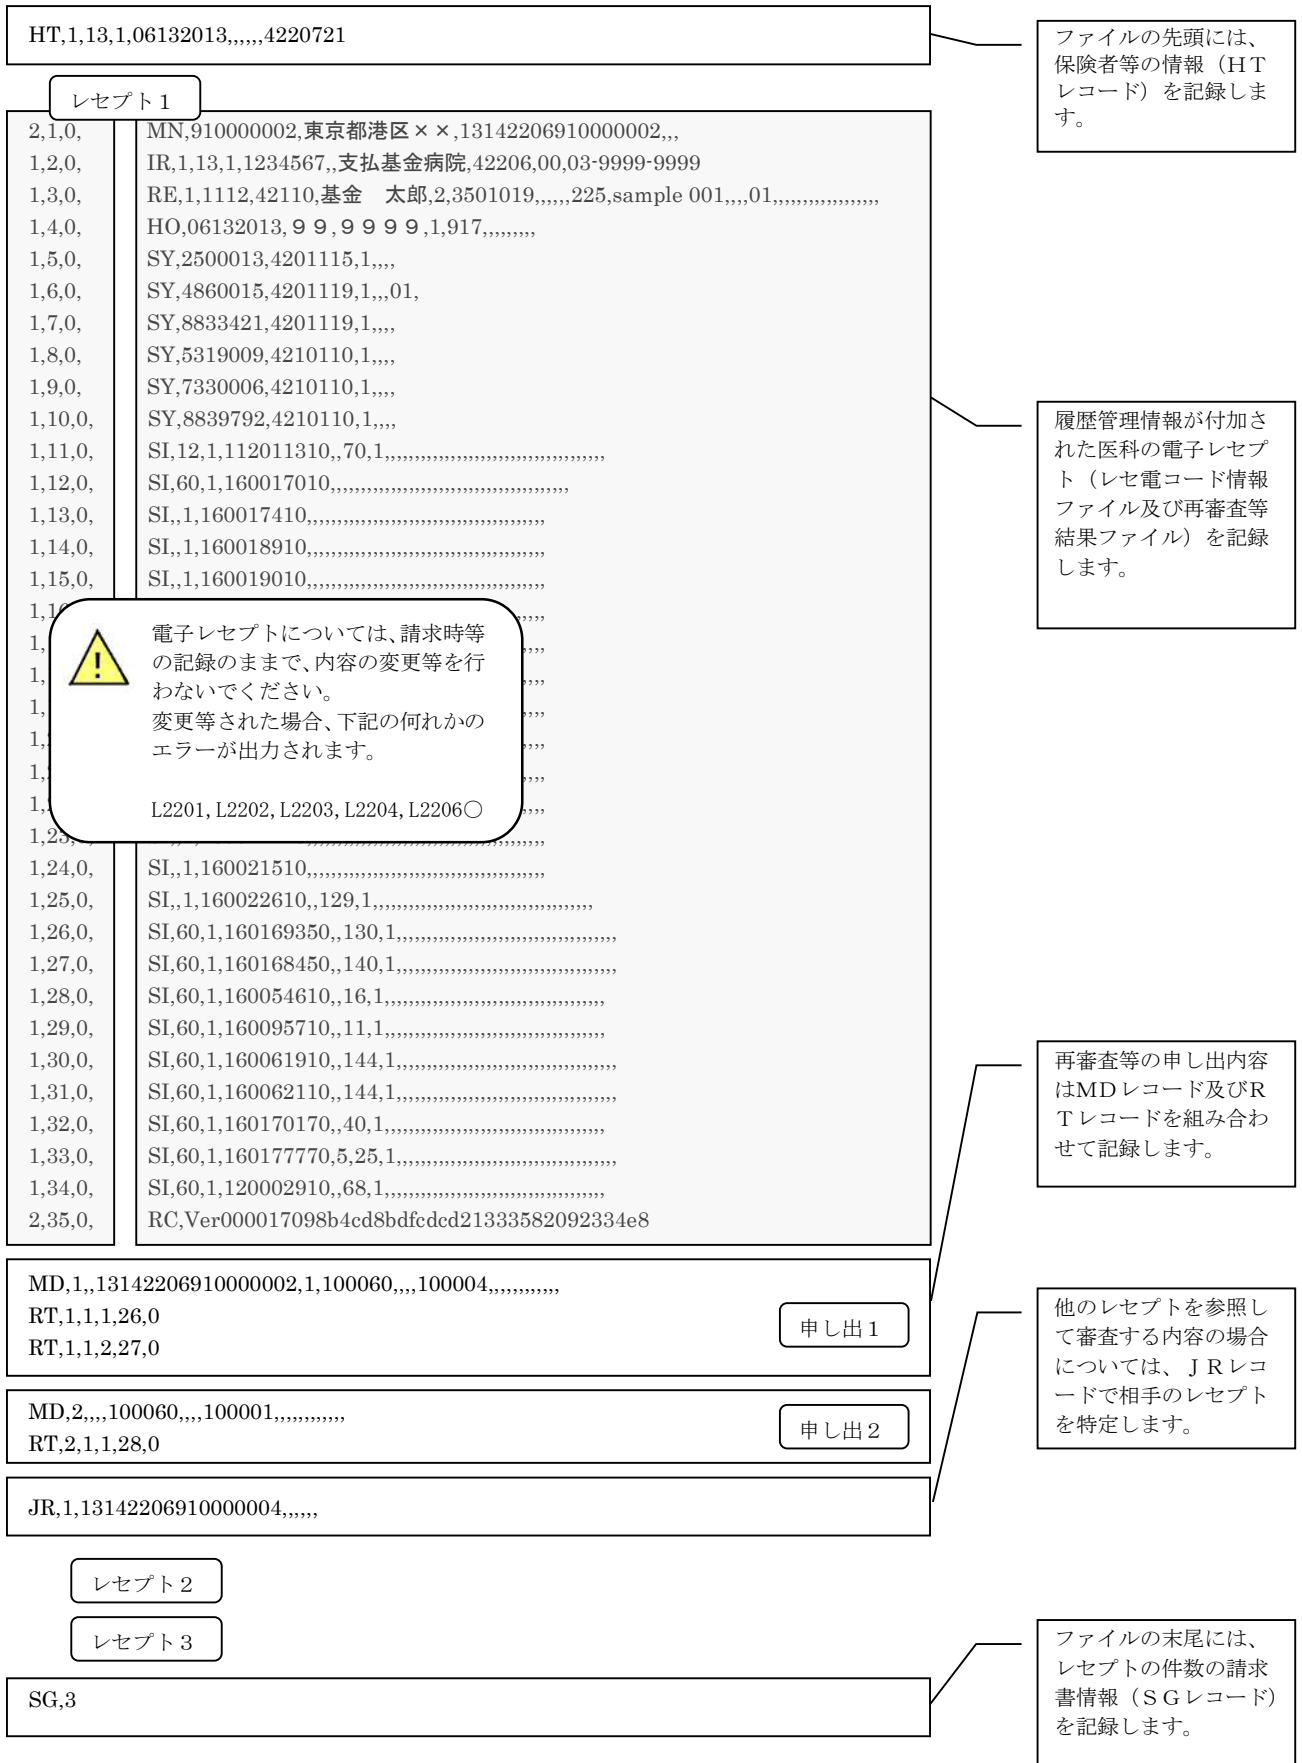 HT,1,13,1,06132013,,,,,,4220721
ファイルの先頭には、
保険者等の情報（ＨＴ
レコード）を記録しま
す。
レセプト１
2,1,0, MN,910000002,東京都港区××,13142206910000002,,,
1,2,0, IR,1,13,1,1234567,,支払基金病院,42206,00,03-9999-9999
1,3,0, RE,1,1112,42110,基金　太郎,2,3501019,,,,,,225,sample 001,,,,01,,,,,,,,,,,,,,,,,,
1,4,0, HO,06132013,９９,９９９９,1,917,,,,,,,,,
1,5,0, SY,2500013,4201115,1,,,,
1,6,0, SY,4860015,4201119,1,,,01,
1,7,0, SY,8833421,4201119,1,,,,
1,8,0, SY,5319009,4210110,1,,,,
1,9,0, SY,7330006,4210110,1,,,,
1,10,0, SY,8839792,4210110,1,,,,
1,11,0, SI,12,1,112011310,,70,1,,,,,,,,,,,,,,,,,,,,,,,,,,,,,,,,,,,,,
1,12,0, SI,60,1,160017010,,,,,,,,,,,,,,,,,,,,,,,,,,,,,,,,,,,,,,,,
1,13,0, SI,,1,160017410,,,,,,,,,,,,,,,,,,,,,,,,,,,,,,,,,,,,,,,,
1,14,0, SI,,1,160018910,,,,,,,,,,,,,,,,,,,,,,,,,,,,,,,,,,,,,,,,
1,15,0, SI,,1,160019010,,,,,,,,,,,,,,,,,,,,,,,,,,,,,,,,,,,,,,,,
履歴管理情報が付加さ
れた医科の電子レセプ
ト（レセ電コード情報
ファイル及び再審査等
結果ファイル）を記録
します。
電子レセプトについては、請求時等
の記録のままで、内容の変更等を行
わないでください。
変更等された場合、下記の何れかの
エラーが出力されます。
L2201,L2202,L2203,L2204,L2206○
1,24,0, SI,,1,160021510,,,,,,,,,,,,,,,,,,,,,,,,,,,,,,,,,,,,,,,,
1,25,0, SI,,1,160022610,,129,1,,,,,,,,,,,,,,,,,,,,,,,,,,,,,,,,,,,,,
1,26,0, SI,60,1,160169350,,130,1,,,,,,,,,,,,,,,,,,,,,,,,,,,,,,,,,,,,,
1,27,0, SI,60,1,160168450,,140,1,,,,,,,,,,,,,,,,,,,,,,,,,,,,,,,,,,,,,
1,28,0, SI,60,1,160054610,,16,1,,,,,,,,,,,,,,,,,,,,,,,,,,,,,,,,,,,,,
1,29,0, SI,60,1,160095710,,11,1,,,,,,,,,,,,,,,,,,,,,,,,,,,,,,,,,,,,,
1,30,0, SI,60,1,160061910,,144,1,,,,,,,,,,,,,,,,,,,,,,,,,,,,,,,,,,,,,
1,31,0, SI,60,1,160062110,,144,1,,,,,,,,,,,,,,,,,,,,,,,,,,,,,,,,,,,,,
1,32,0, SI,60,1,160170170,,40,1,,,,,,,,,,,,,,,,,,,,,,,,,,,,,,,,,,,,,
1,33,0, SI,60,1,160177770,5,25,1,,,,,,,,,,,,,,,,,,,,,,,,,,,,,,,,,,,,,
1,34,0, SI,60,1,120002910,,68,1,,,,,,,,,,,,,,,,,,,,,,,,,,,,,,,,,,,,,
2,35,0, RC,Ver000017098b4cd8bdfcdcd21333582092334e8
再審査等の申し出内容
はＭＤレコード及びＲ
Ｔレコードを組み合わ
せて記録します。
MD,1,,13142206910000002,1,100060,,,,100004,,,,,,,,,,,,
RT,1,1,1,26,0
RT,1,1,2,27,0
申し出１
他のレセプトを参照し
て審査する内容の場合
については、ＪＲレコ
ードで相手のレセプト
を特定します。
MD,2,,,,100060,,,,100001,,,,,,,,,,,,
RT,2,1,1,28,0
申し出２
JR,1,13142206910000004,,,,,,
レセプト２
レセプト３
ファイルの末尾には、
レセプトの件数の請求
書情報（ＳＧレコード）
を記録します。
SG,3